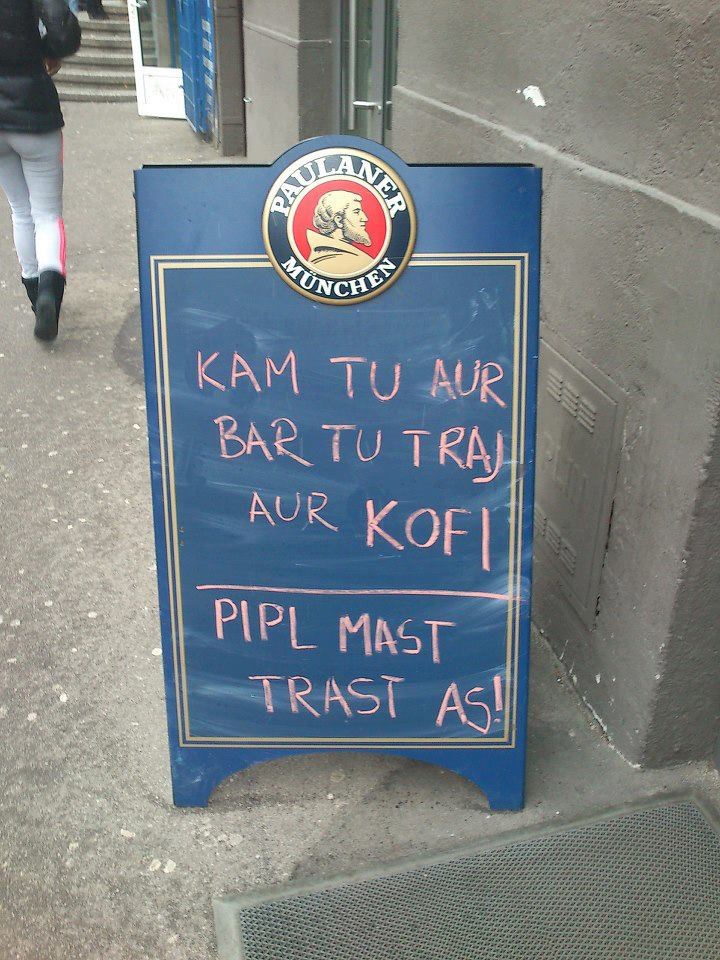 PAULANER
MÜNCHEN
KAM TU AUR
BAR TU TRAJ
AUR KOFI
PIPL MAST
TRAST AS!